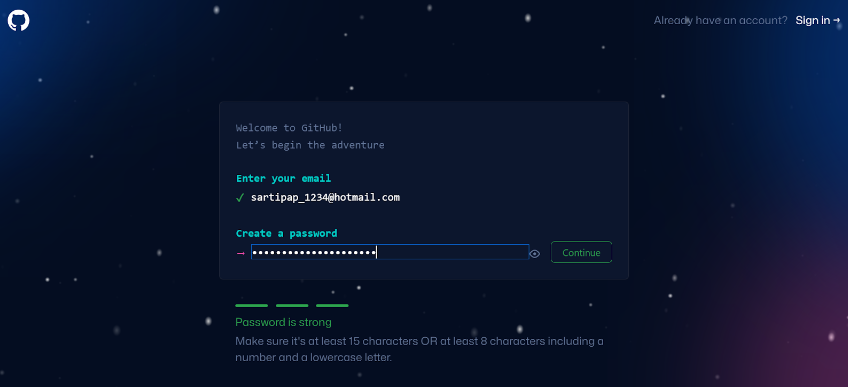 Already have an account? Sign in →
Welcome to GitHub!
Let’s begin the adventure
Enter your email
✓ sartipap_1234@hotmail.com
Create a password
→ ••••••••••••••••••••• Continue
Password is strong
Make sure it's at least 15 characters OR at least 8 characters including a
number and a lowercase letter.